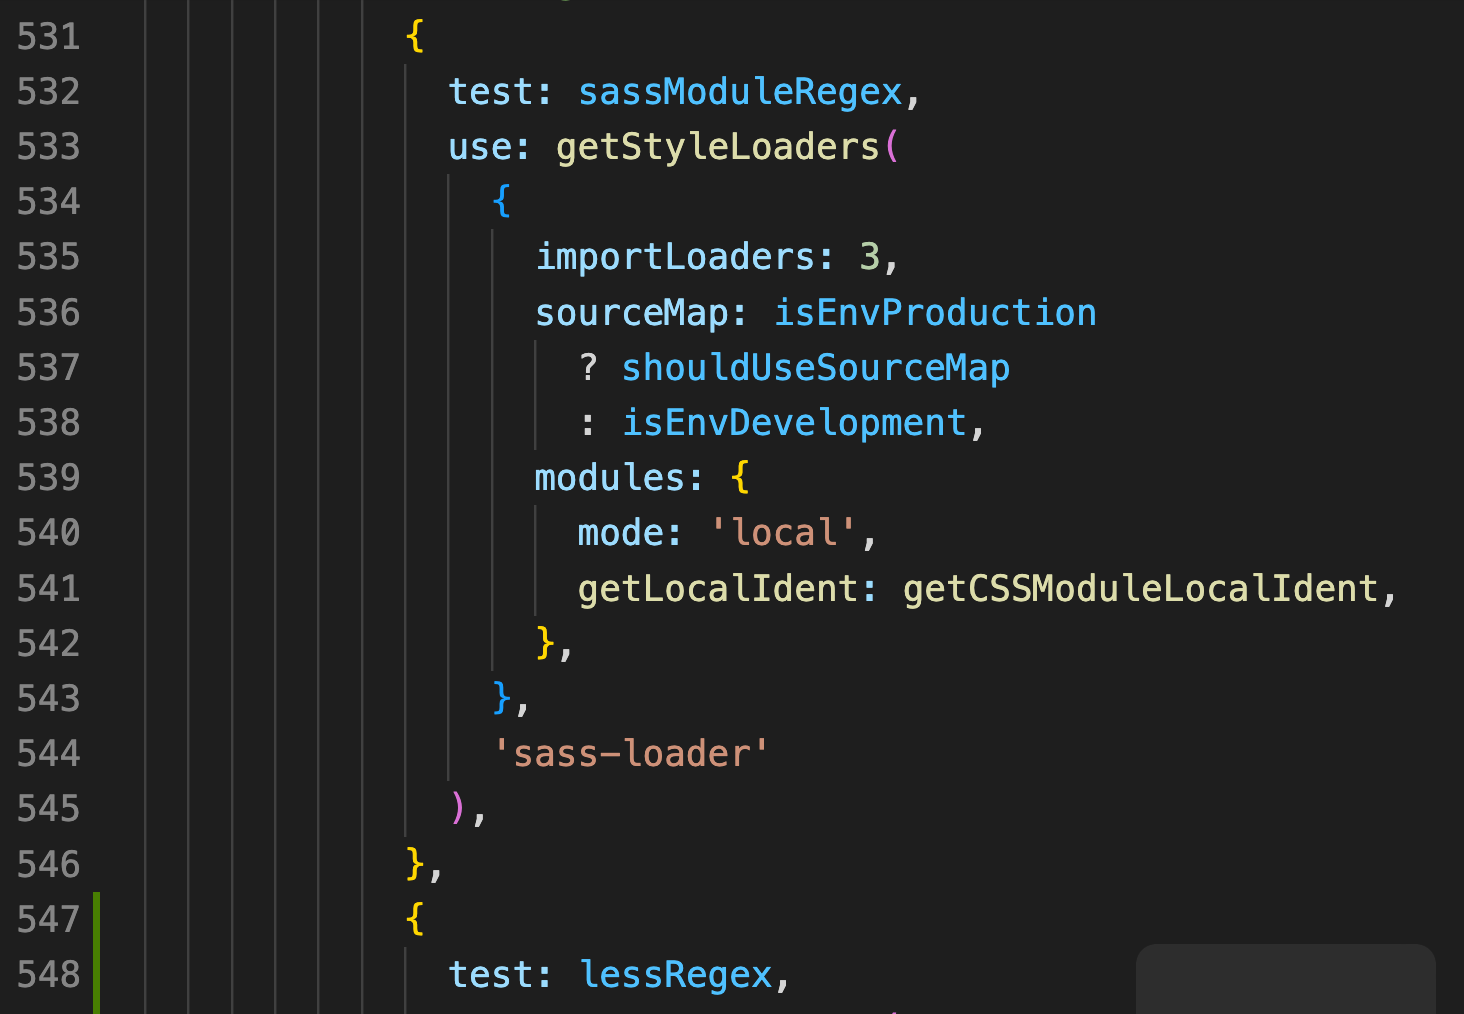 531 {
532 test: sassModuleRegex,
533 use: getStyleLoaders(
534 {
535 importLoaders: 3,
536 sourceMap: isEnvProduction
537 ? shouldUseSourceMap
538 : isEnvDevelopment,
539 modules: {
540 mode: 'local',
541 getLocalIdent: getCSSModuleLocalIdent,
542 },
543 },
544 'sass-loader'
545 ),
546 },
547 {
548 test: lessRegex,